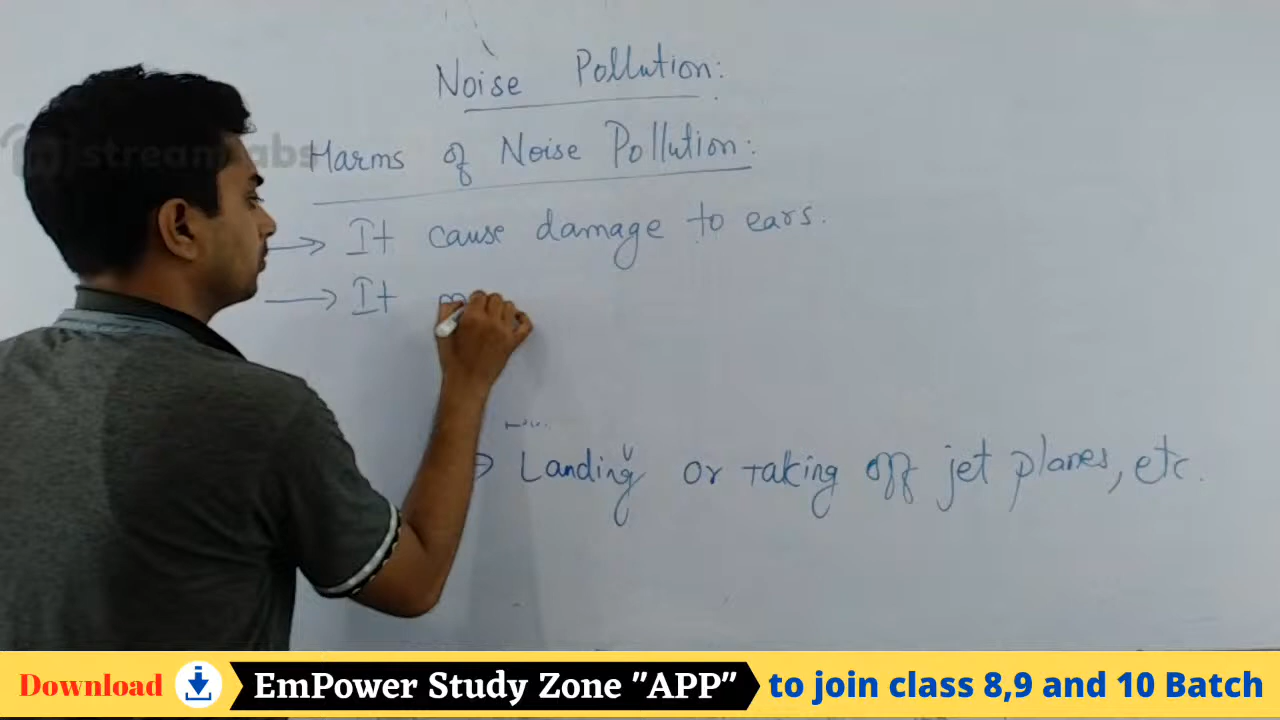 Noise Pollution:
streamlabs
Harms of Noise Pollution:
→ It cause damage to ears.
→ It
Landing or Taking off jet planes, etc.
Download EmPower Study Zone "APP" to join class 8,9 and 10 Batch